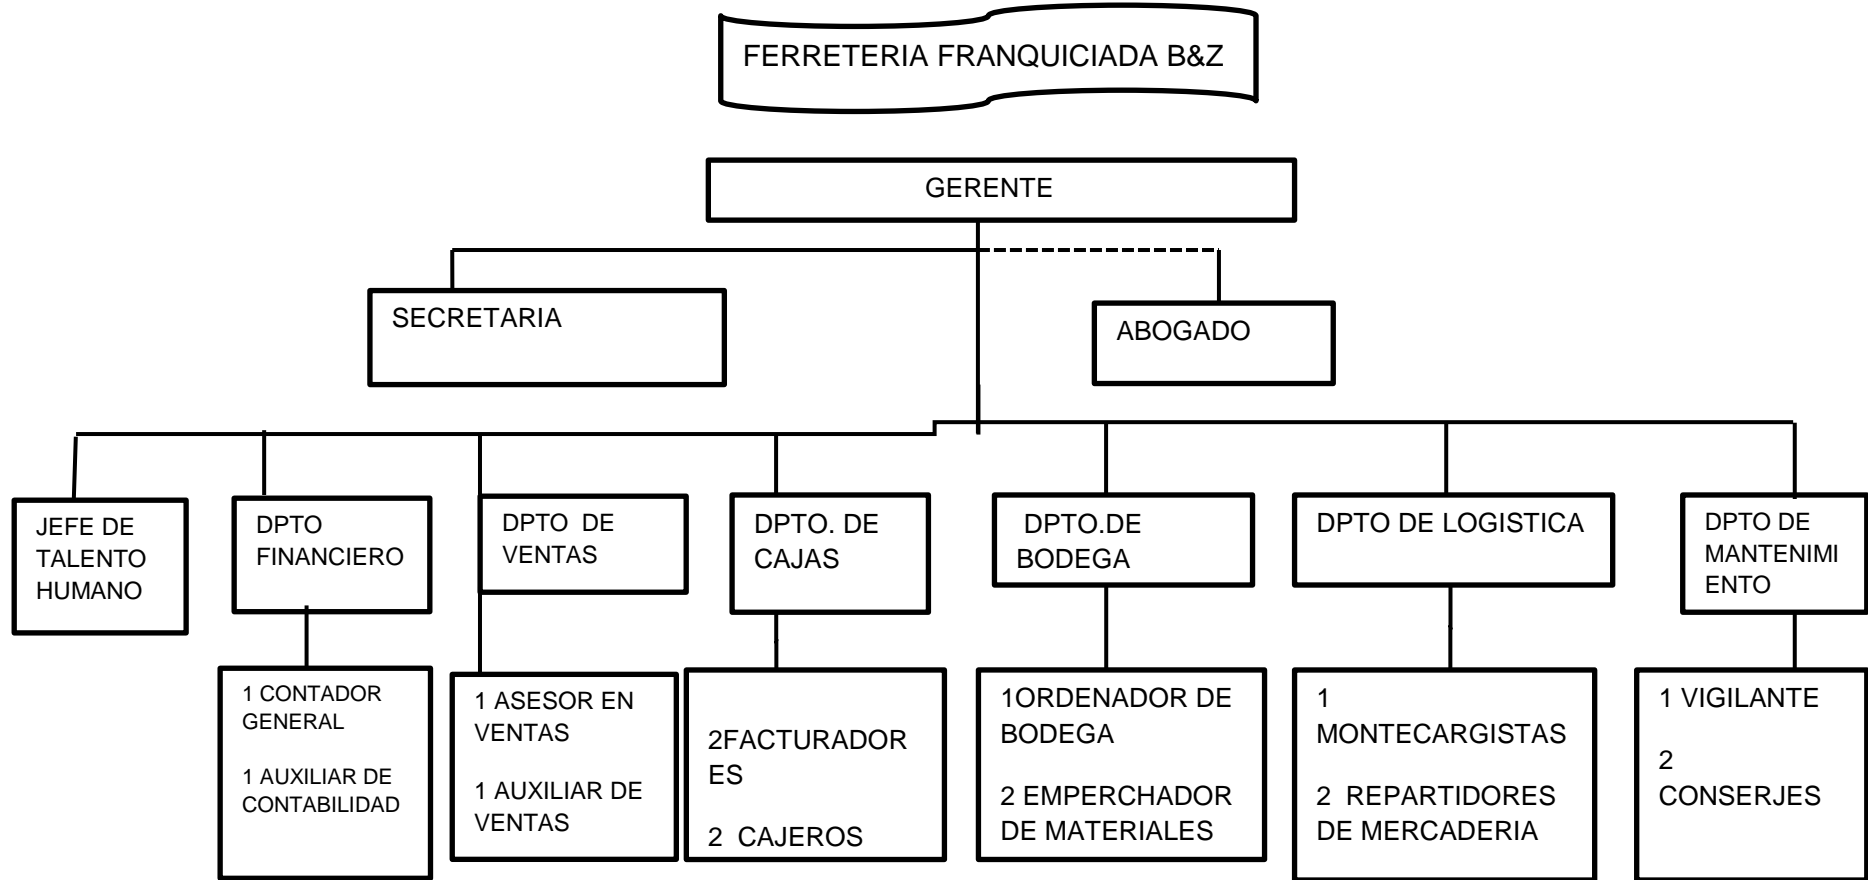 FERRETERIA FRANQUICIADA B&Z
GERENTE
SECRETARIA
ABOGADO
JEFE DE
TALENTO
HUMANO
DPTO
FINANCIERO
DPTO DE
VENTAS
DPTO. DE
CAJAS
DPTO.DE
BODEGA
DPTO DE LOGISTICA
DPTO DE
MANTENIMI
ENTO
1 CONTADOR
GENERAL
1 AUXILIAR DE
CONTABILIDAD
1 ASESOR EN
VENTAS
1 AUXILIAR DE
VENTAS
2FACTURADOR
ES
2 CAJEROS
1ORDENADOR DE
BODEGA
2 EMPERCHADOR
DE MATERIALES
1
MONTECARGISTAS
2 REPARTIDORES
DE MERCADERIA
1 VIGILANTE
2
CONSERJES